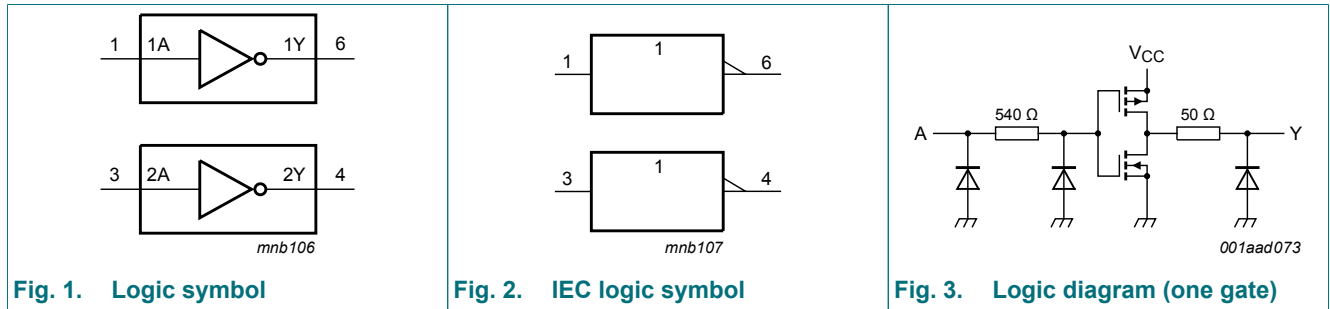 1 1A 1Y 6
3 2A 2Y 4
mnb106
Fig. 1. Logic symbol
1
1 6
1
3 4
mnb107
Fig. 2. IEC logic symbol
VCC
540 Ω 50 Ω
A Y
001aad073
Fig. 3. Logic diagram (one gate)